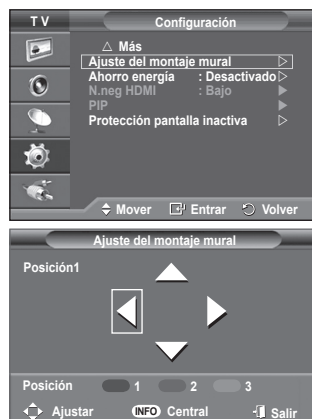 T V Configuración
△ Más
Ajuste del montaje mural ▷
Ahorro energía : Desactivado ▷
N.neg HDMI : Bajo ▶
PIP ▶
Protección pantalla inactiva ▷
Mover Entrar Volver
Ajuste del montaje mural
Posición1
Posición 1 2 3
Ajustar INFO Central Salir